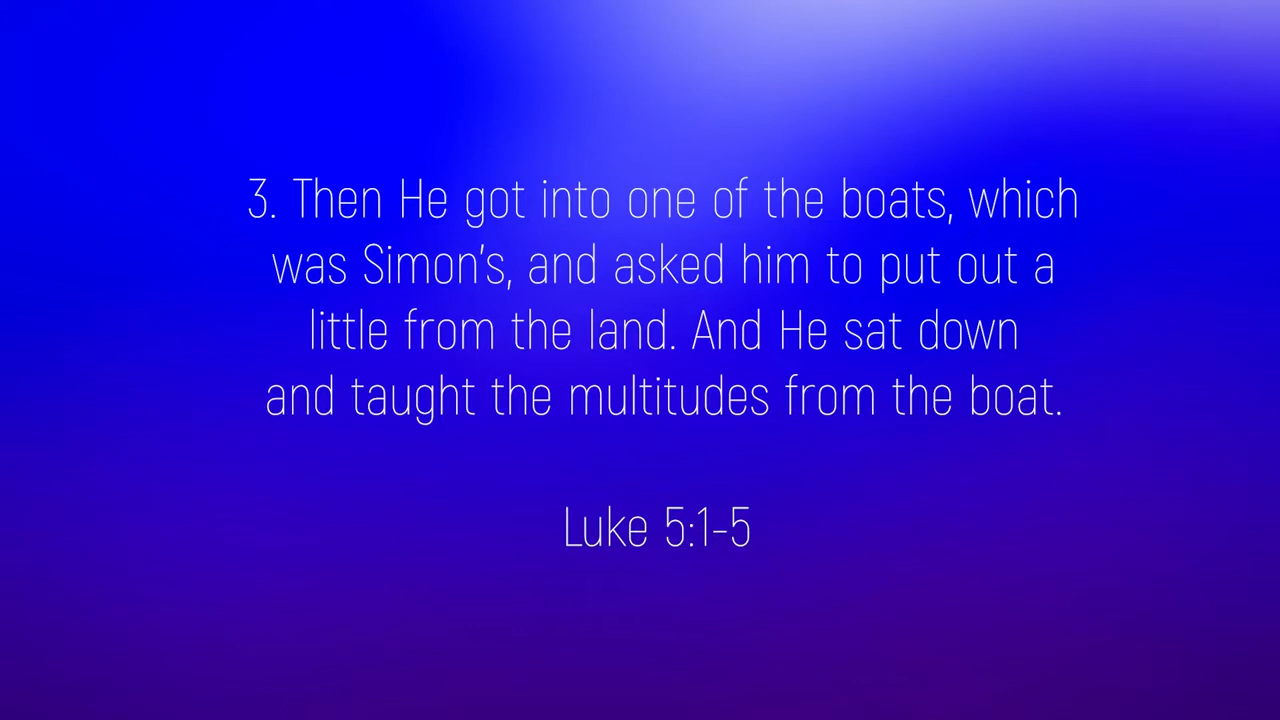 3. Then He got into one of the boats, which
was Simon's, and asked him to put out a
little from the land. And He sat down
and taught the multitudes from the boat.
Luke 5:1-5